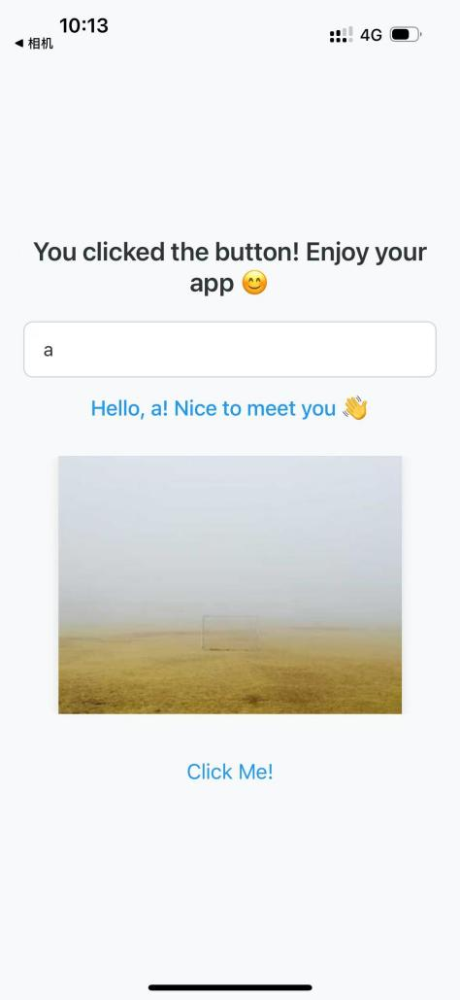 10:13
4G
◀ 相机
You clicked the button! Enjoy your
app 😊
a
Hello, a! Nice to meet you 👋
Click Me!